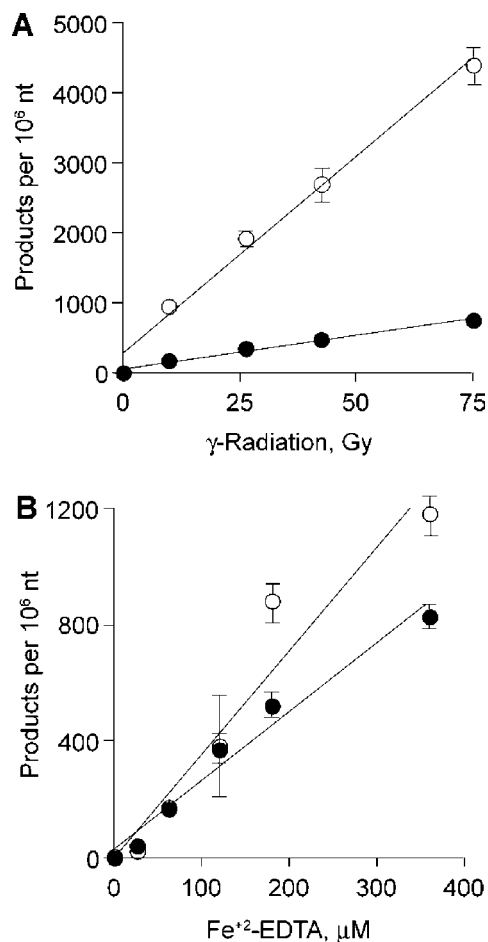 A
Products per 10⁶ nt
5000
4000
3000
2000
1000
0
0 25 50 75
γ-Radiation, Gy
B
Products per 10⁶ nt
1200
800
400
0
0 100 200 300 400
Fe⁺²-EDTA, μM